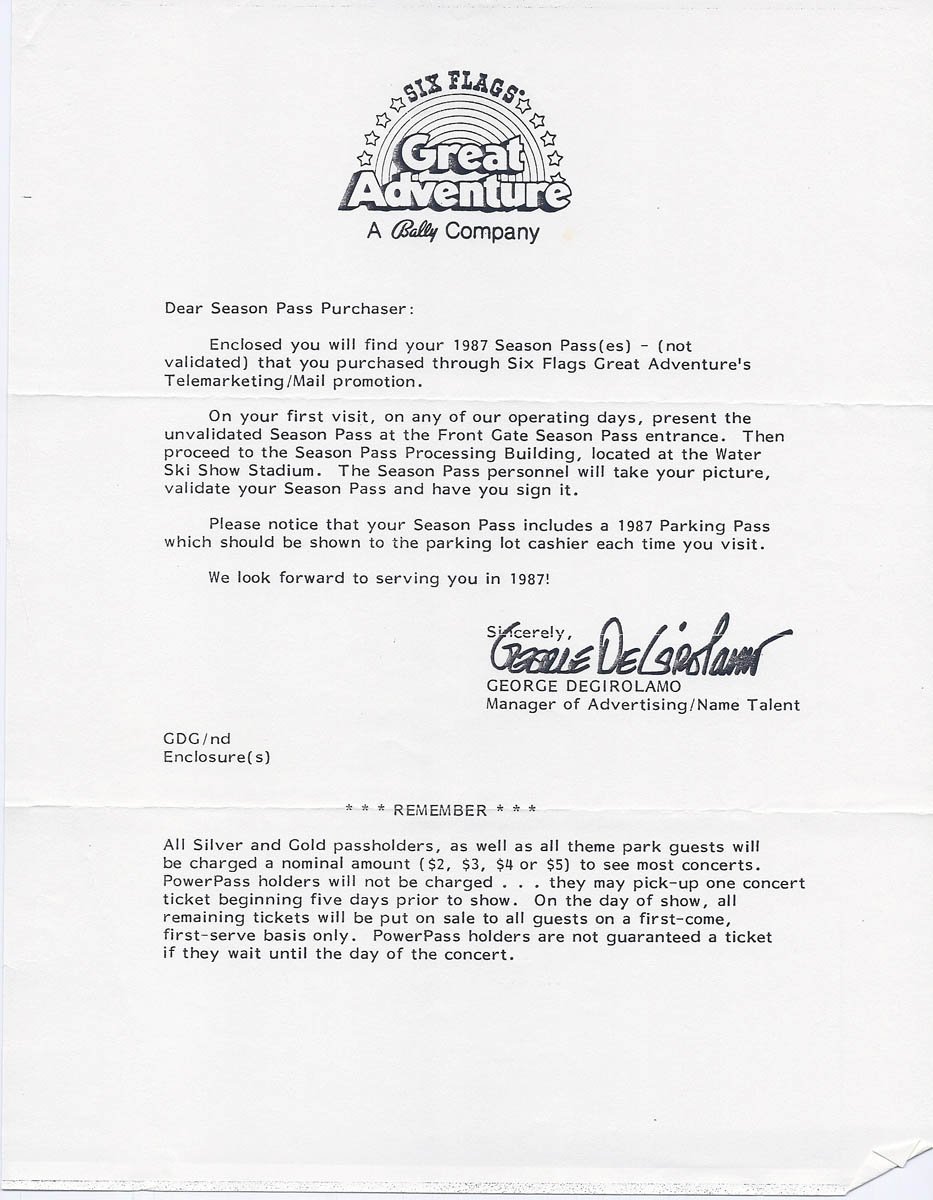 SIX FLAGS®
Great
Adventure
A Bally Company
Dear Season Pass Purchaser:
Enclosed you will find your 1987 Season Pass(es) - (not
validated) that you purchased through Six Flags Great Adventure's
Telemarketing/Mail promotion.
On your first visit, on any of our operating days, present the
unvalidated Season Pass at the Front Gate Season Pass entrance. Then
proceed to the Season Pass Processing Building, located at the Water
Ski Show Stadium. The Season Pass personnel will take your picture,
validate your Season Pass and have you sign it.
Please notice that your Season Pass includes a 1987 Parking Pass
which should be shown to the parking lot cashier each time you visit.
We look forward to serving you in 1987!
Sincerely,
George DeGirolamo
GEORGE DEGIROLAMO
Manager of Advertising/Name Talent
GDG/nd
Enclosure(s)
* * * REMEMBER * * *
All Silver and Gold passholders, as well as all theme park guests will
be charged a nominal amount ($2, $3, $4 or $5) to see most concerts.
PowerPass holders will not be charged . . . they may pick-up one concert
ticket beginning five days prior to show. On the day of show, all
remaining tickets will be put on sale to all guests on a first-come,
first-serve basis only. PowerPass holders are not guaranteed a ticket
if they wait until the day of the concert.